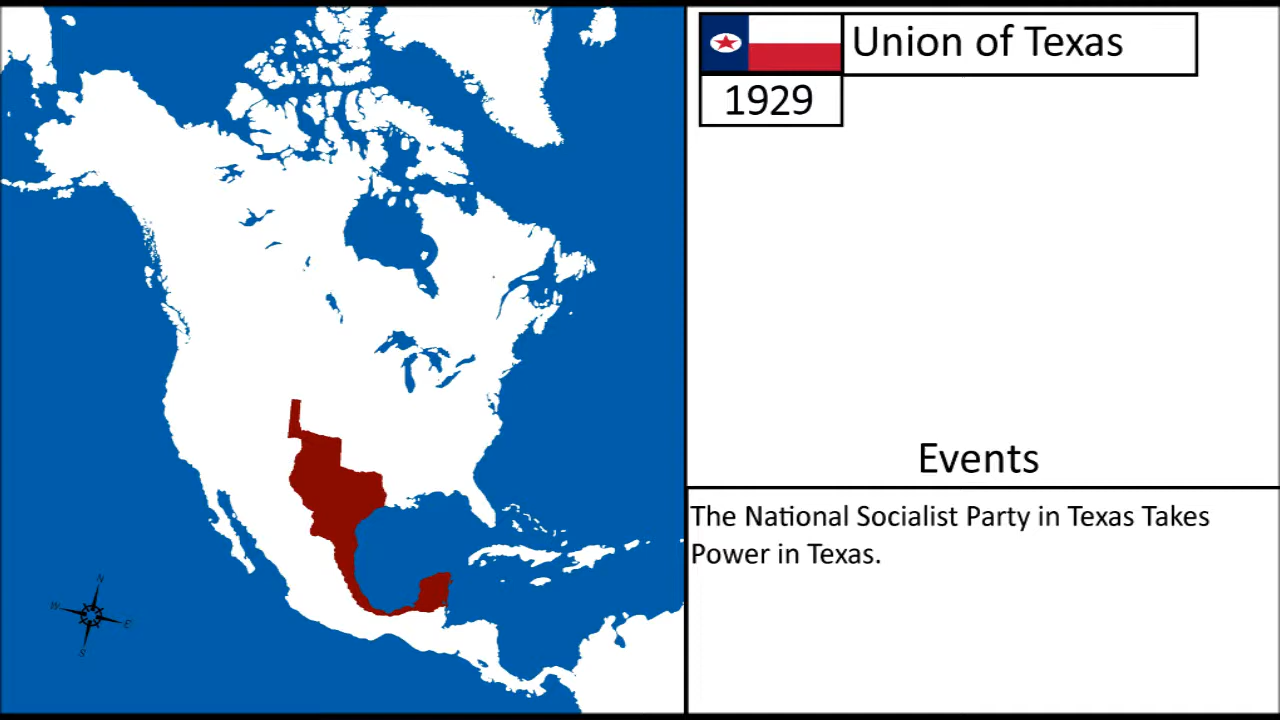 Union of Texas
1929
Events
The National Socialist Party in Texas Takes
Power in Texas.
N
W
E
S